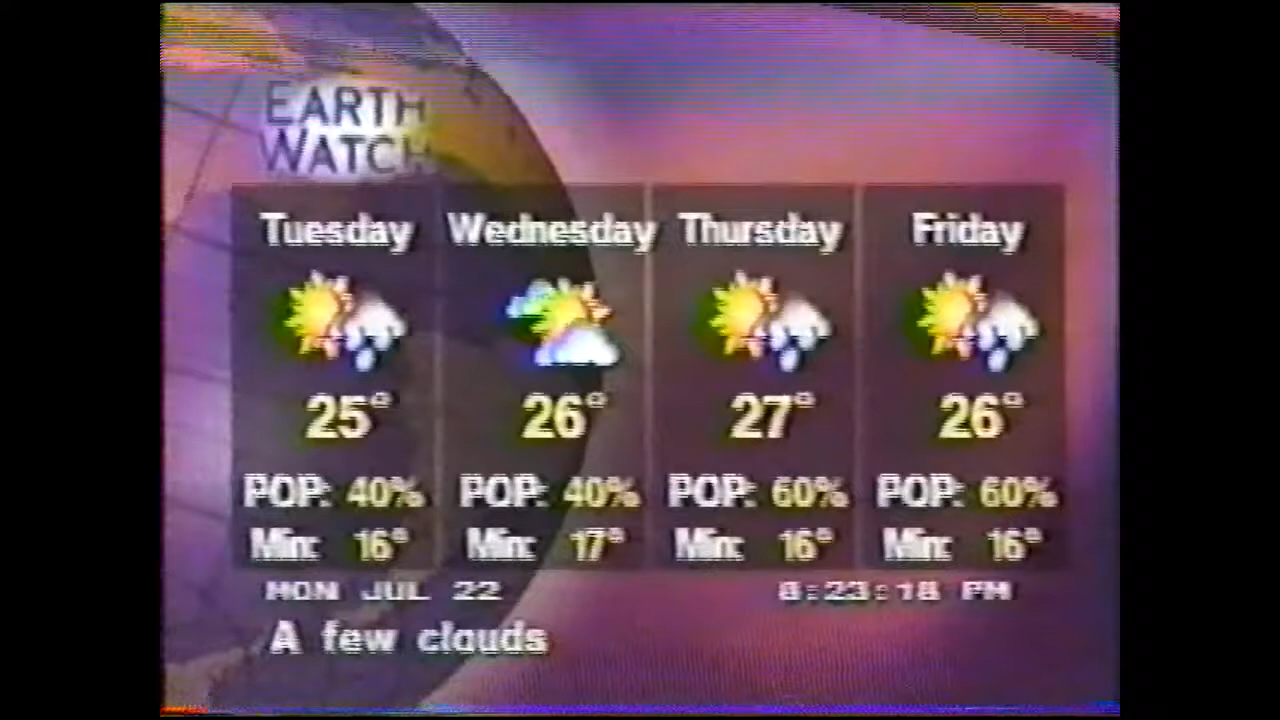 EARTH
WATCH
Tuesday Wednesday Thursday Friday
25° 26° 27° 26°
POP: 40% POP: 40% POP: 60% POP: 60%
Min: 16° Min: 17° Min: 16° Min: 16°
MON JUL 22 8:23:18 PM
A few clouds